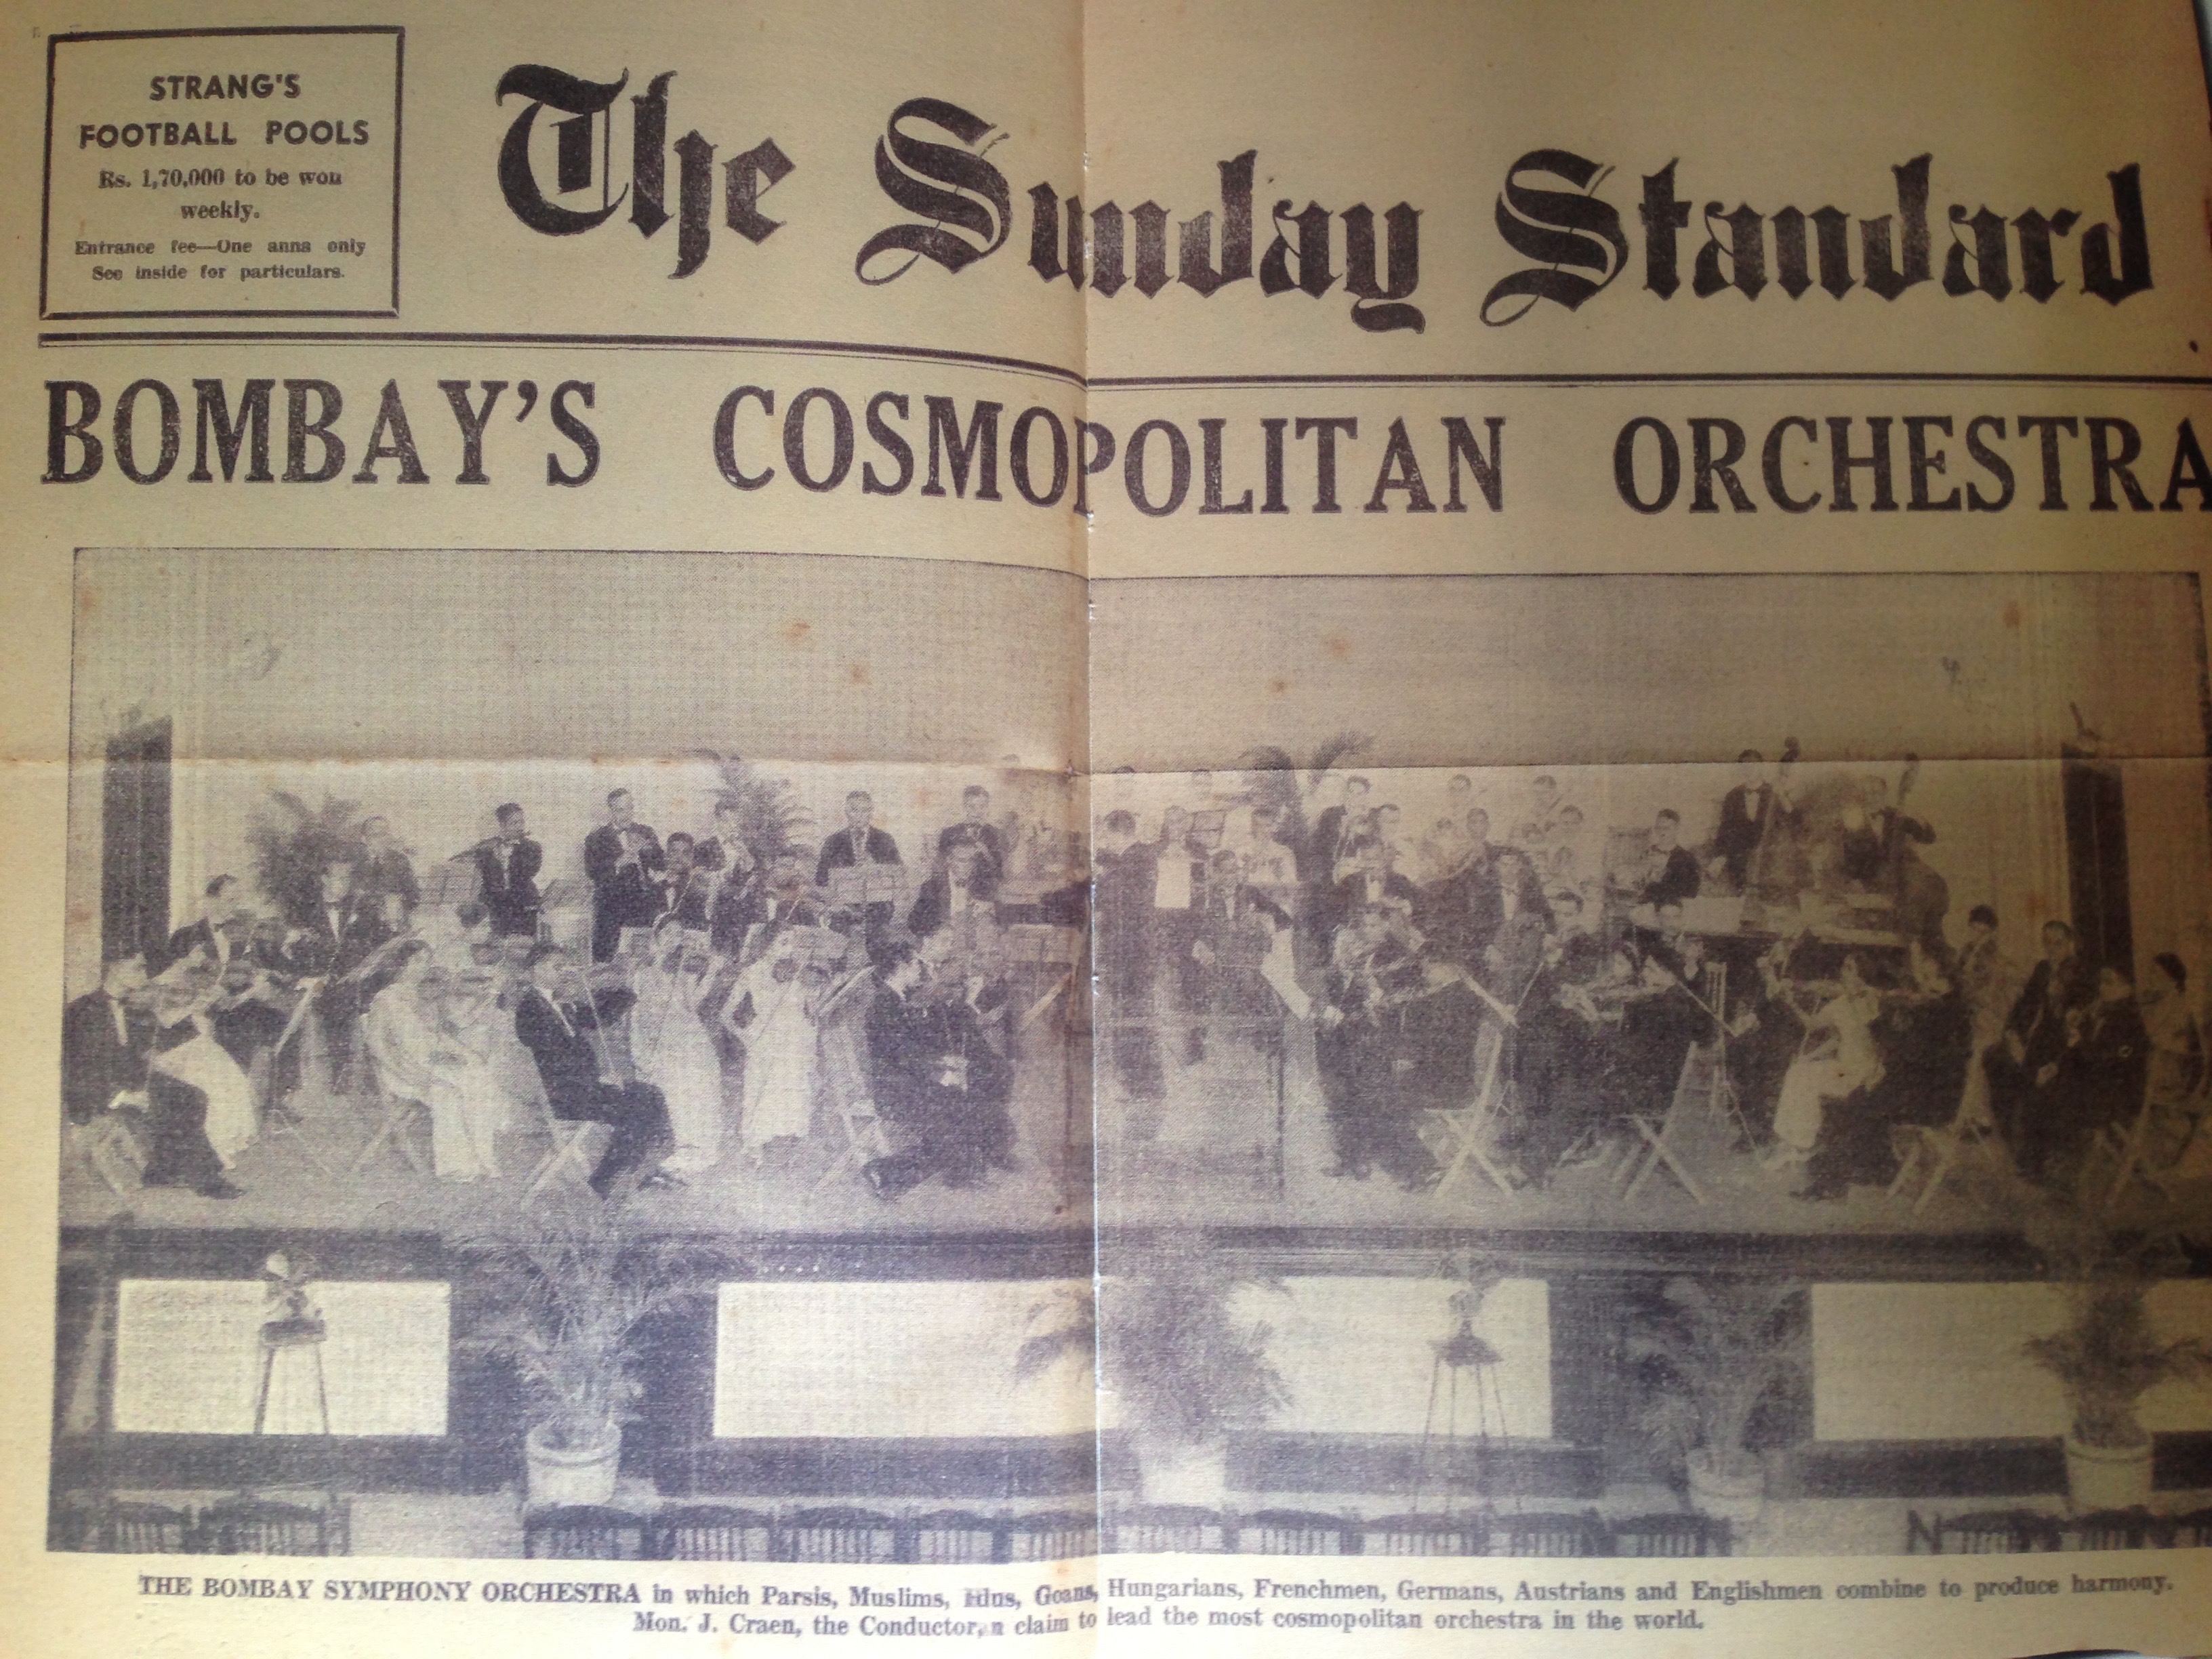 STRANG'S
FOOTBALL POOLS
Rs. 1,70,000 to be won
weekly.
Entrance fee—One anna only
See inside for particulars.
The Sunday Standard
BOMBAY'S COSMOPOLITAN ORCHESTRA
THE BOMBAY SYMPHONY ORCHESTRA in which Parsis, Muslims, Goans, Hungarians, Frenchmen, Germans, Austrians and Englishmen combine to produce harmony.
Mon. J. Craen, the Conductor, claim to lead the most cosmopolitan orchestra in the world.